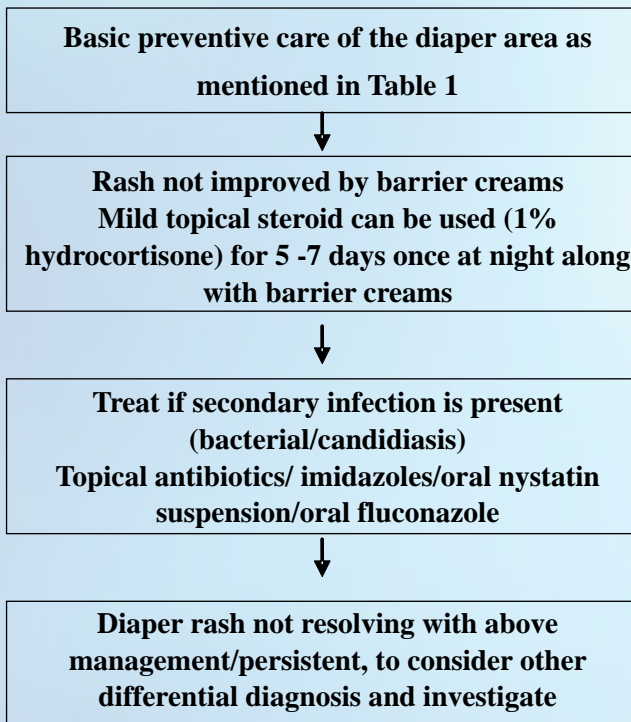 Basic preventive care of the diaper area as
mentioned in Table 1
Rash not improved by barrier creams
Mild topical steroid can be used (1%
hydrocortisone) for 5 -7 days once at night along
with barrier creams
Treat if secondary infection is present
(bacterial/candidiasis)
Topical antibiotics/ imidazoles/oral nystatin
suspension/oral fluconazole
Diaper rash not resolving with above
management/persistent, to consider other
differential diagnosis and investigate